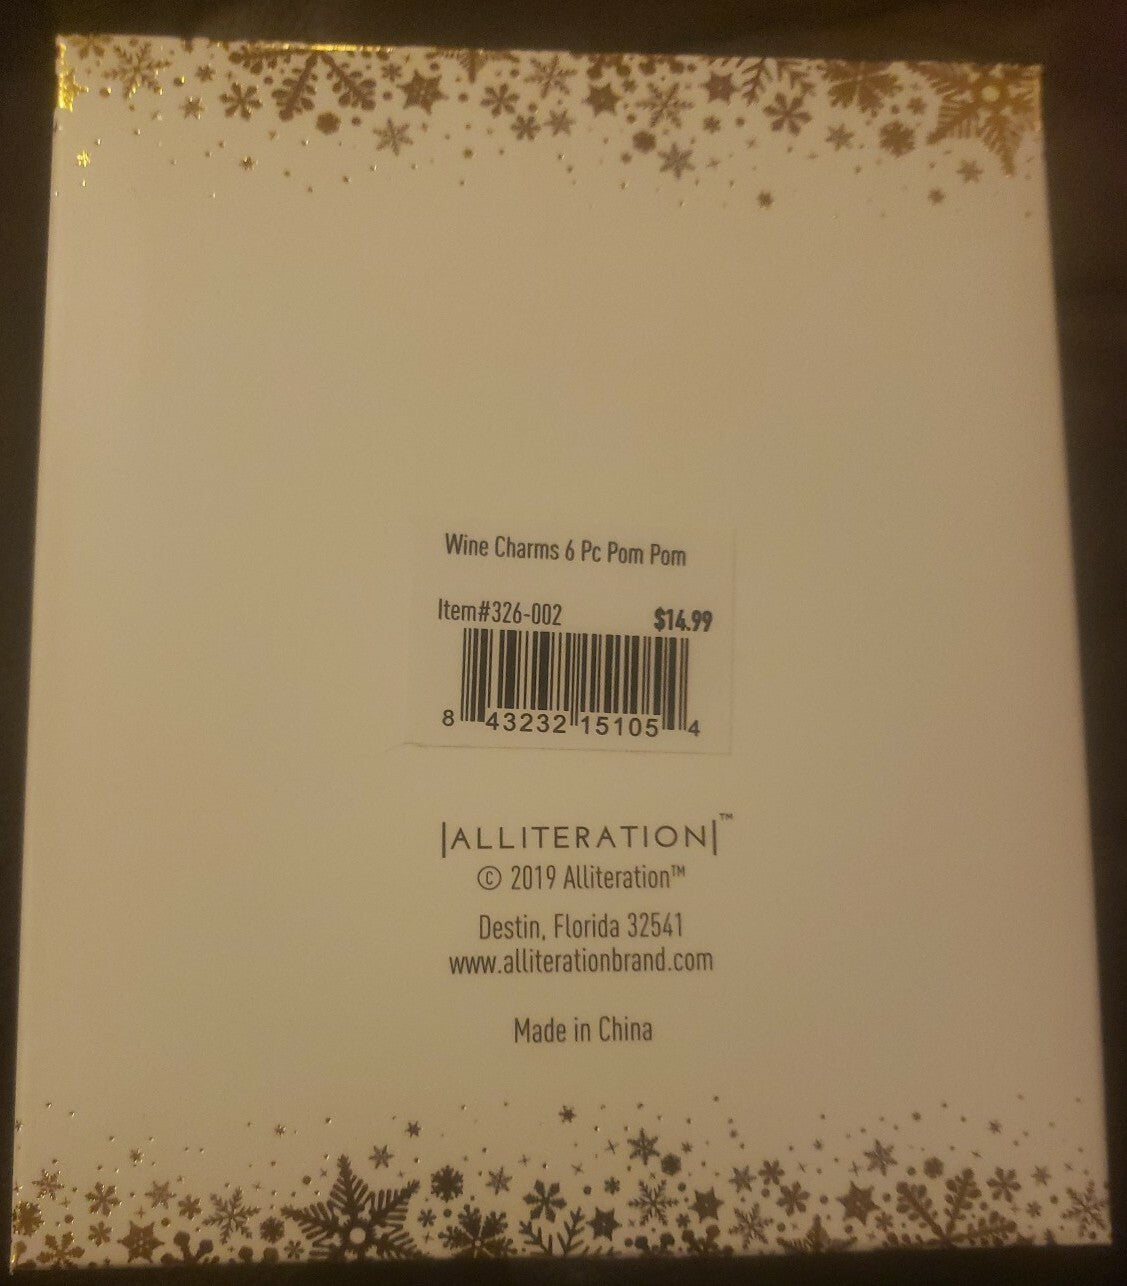 Wine Charms 6 Pc Pom Pom
Item#326-002 $14.99
8 43232 15105 4
|ALLITERATION|™
© 2019 Alliteration™
Destin, Florida 32541
www.alliterationbrand.com
Made in China